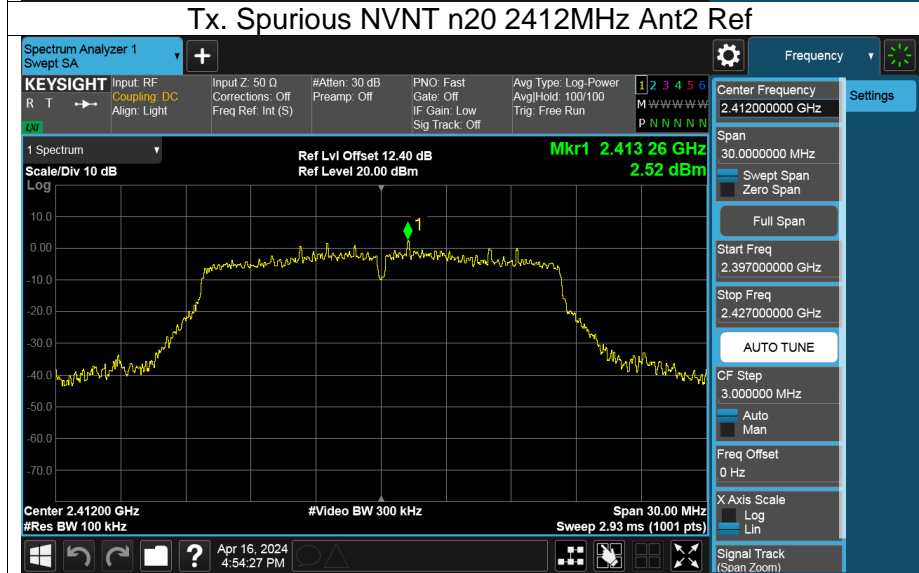 Tx. Spurious NVNT n20 2412MHz Ant2 Ref
Spectrum Analyzer 1
Swept SA
+
Frequency
KEYSIGHT
R T
LXI
Input: RF
Coupling: DC
Align: Light
Input Z: 50 Ω
Corrections: Off
Freq Ref: Int (S)
#Atten: 30 dB
Preamp: Off
PNO: Fast
Gate: Off
IF Gain: Low
Sig Track: Off
Avg Type: Log-Power
Avg|Hold: 100/100
Trig: Free Run
1 2 3 4 5 6
M W W W W W
P N N N N N
1 Spectrum
Scale/Div 10 dB
Log
Ref Lvl Offset 12.40 dB
Ref Level 20.00 dBm
Mkr1 2.413 26 GHz
2.52 dBm
1
10.0
0.00
-10.0
-20.0
-30.0
-40.0
-50.0
-60.0
-70.0
Center 2.41200 GHz
#Res BW 100 kHz
#Video BW 300 kHz
Span 30.00 MHz
Sweep 2.93 ms (1001 pts)
?
Apr 16, 2024
4:54:27 PM
Center Frequency
2.412000000 GHz
Settings
Span
30.0000000 MHz
Swept Span
Zero Span
Full Span
Start Freq
2.397000000 GHz
Stop Freq
2.427000000 GHz
AUTO TUNE
CF Step
3.000000 MHz
Auto
Man
Freq Offset
0 Hz
X Axis Scale
Log
Lin
Signal Track
(Span Zoom)